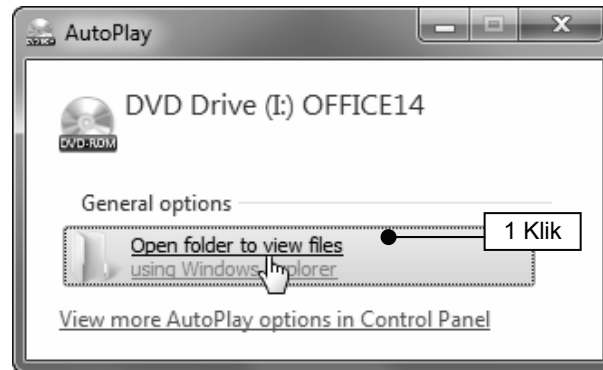 AutoPlay
DVD Drive (I:) OFFICE14
DVD-ROM
General options
Open folder to view files
1 Klik
using Windows Explorer
View more AutoPlay options in Control Panel